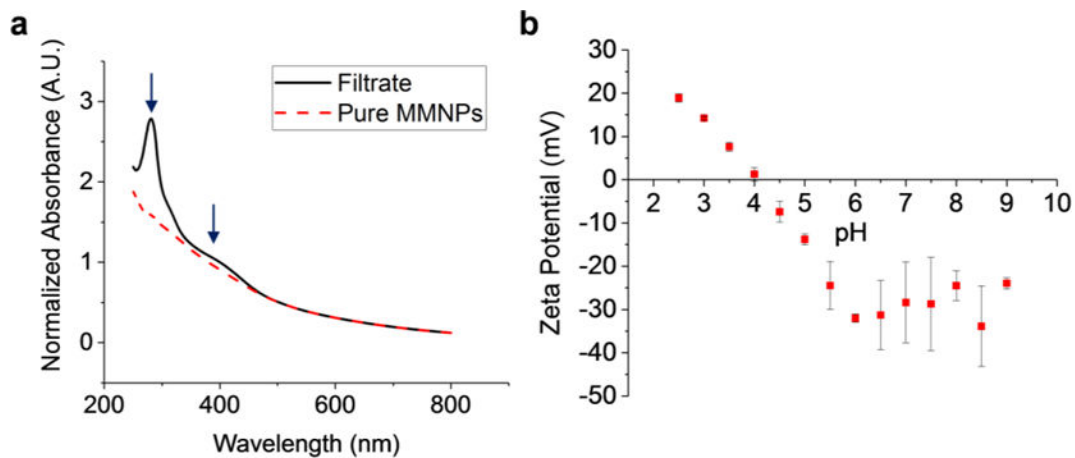 a
Normalized Absorbance (A.U.)
3
2
1
0
200
400
600
800
Wavelength (nm)
Filtrate
Pure MMNPs
b
Zeta Potential (mV)
30
20
10
0
-10
-20
-30
-40
-50
2 3 4 5 6 7 8 9 10
pH